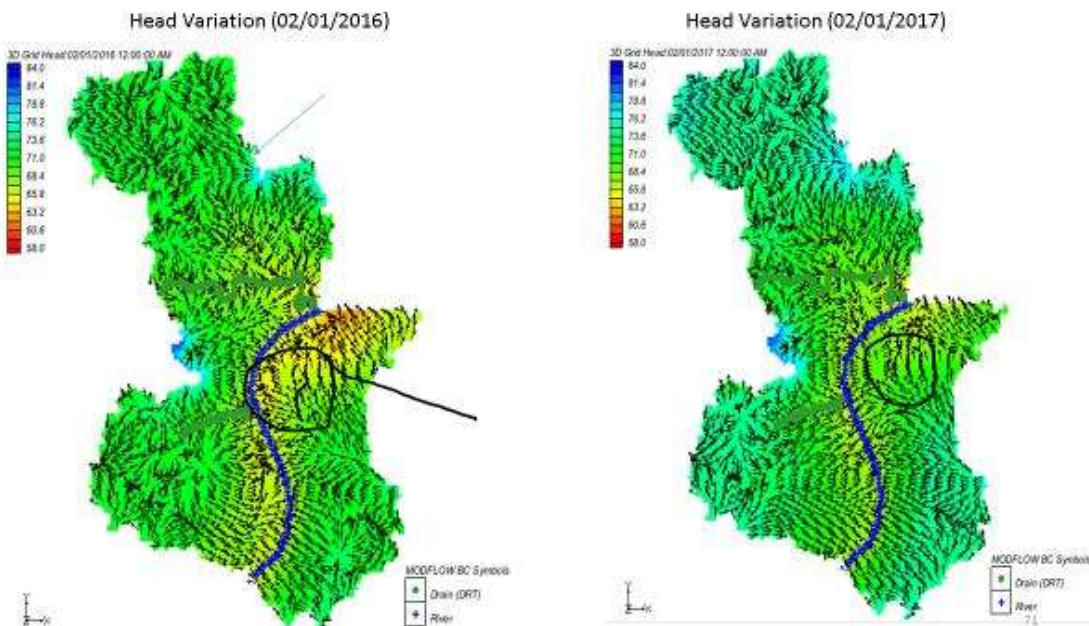 Head Variation (02/01/2016)
3D Grid Head:02/01/2016 12:00:00 AM
84.0
81.4
78.8
76.2
73.6
71.0
68.4
65.8
63.2
60.6
58.0
MODFLOW BC Symbols
Drain (DRT)
River
Head Variation (02/01/2017)
3D Grid Head:02/01/2017 12:00:00 AM
84.0
81.4
78.8
76.2
73.6
71.0
68.4
65.8
63.2
60.6
58.0
MODFLOW BC Symbols
Drain (DRT)
River
71